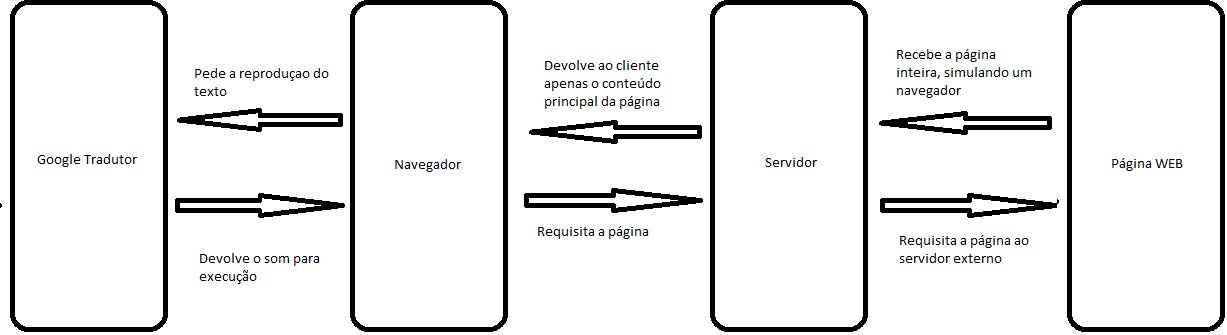 Google Tradutor
Pede a reproduçao do
texto
Devolve o som para
execução
Navegador
Devolve ao cliente
apenas o conteúdo
principal da página
Requisita a página
Servidor
Recebe a página
inteira, simulando um
navegador
Requisita a página ao
servidor externo
Página WEB